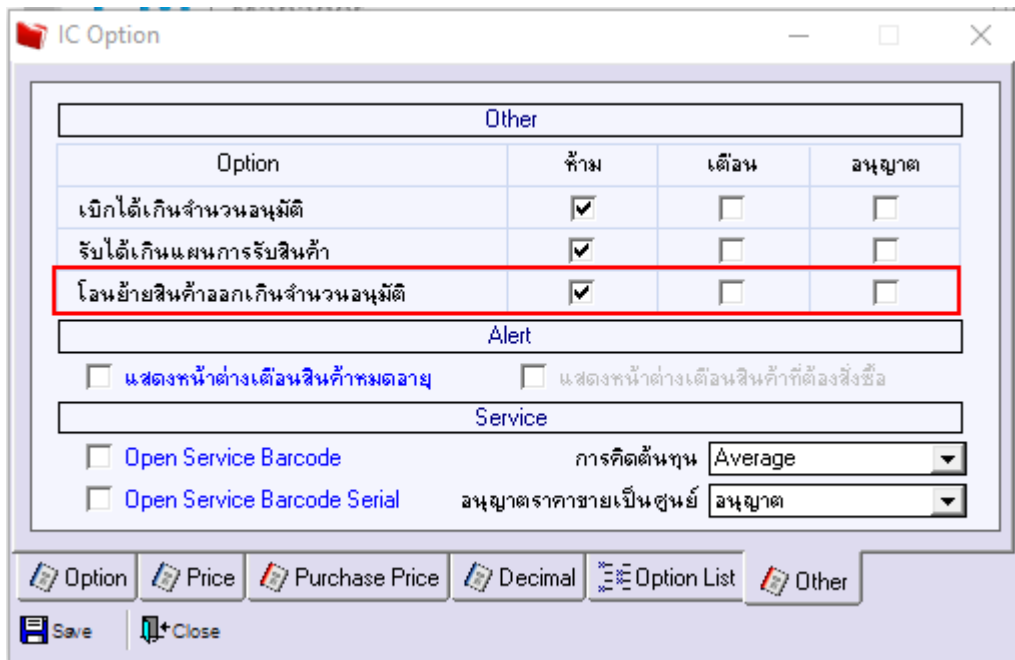 IC Option
Other
Option ห้าม เตือน อนุญาต
เบิกได้เกินจำนวนอนุมัติ
รับได้เกินแผนการรับสินค้า
โอนย้ายสินค้าออกเกินจำนวนอนุมัติ
Alert
แสดงหน้าต่างเตือนสินค้าหมดอายุ แสดงหน้าต่างเตือนสินค้าที่ต้องสั่งซื้อ
Service
Open Service Barcode การคิดต้นทุน Average
Open Service Barcode Serial อนุญาตราคาขายเป็นศูนย์ อนุญาต
Option Price Purchase Price Decimal Option List Other
Save Close